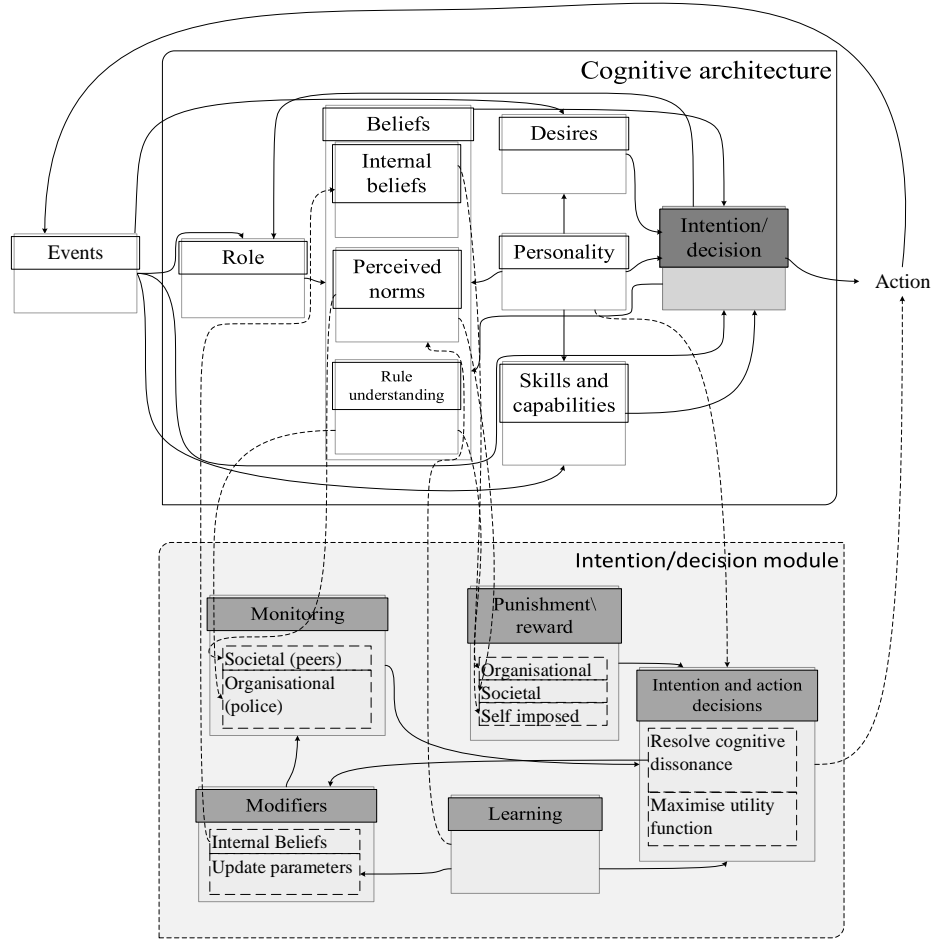 Cognitive architecture
Beliefs
Desires
Internal
beliefs
Intention/
decision
Events
Role
Perceived
norms
Personality
Action
Rule
understanding
Skills and
capabilities
Intention/decision module
Monitoring
Punishment\
reward
Societal (peers)
Organisational
(police)
Organisational
Societal
Self imposed
Intention and action
decisions
Resolve cognitive
dissonance
Maximise utility
function
Modifiers
Internal Beliefs
Update parameters
Learning